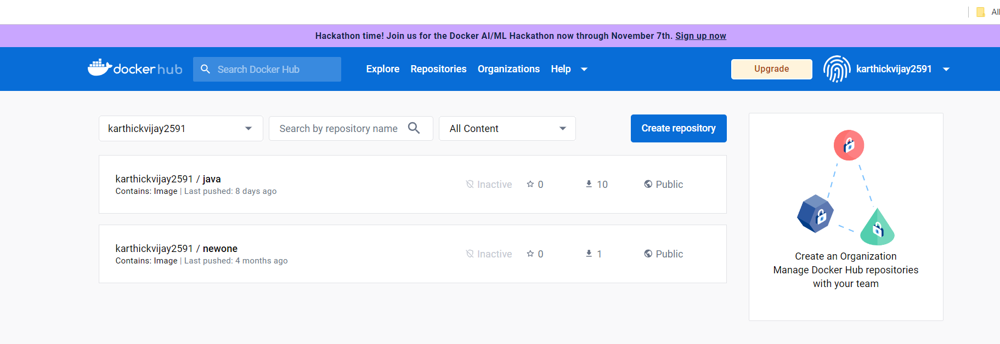 All
Hackathon time! Join us for the Docker AI/ML Hackathon now through November 7th. Sign up now
docker hub
Search Docker Hub
Explore Repositories Organizations Help
Upgrade
karthickvijay2591
karthickvijay2591
Search by repository name
All Content
Create repository
karthickvijay2591 / java
Contains: Image | Last pushed: 8 days ago
Inactive 0 10 Public
karthickvijay2591 / newone
Contains: Image | Last pushed: 4 months ago
Inactive 0 1 Public
Create an Organization
Manage Docker Hub repositories
with your team